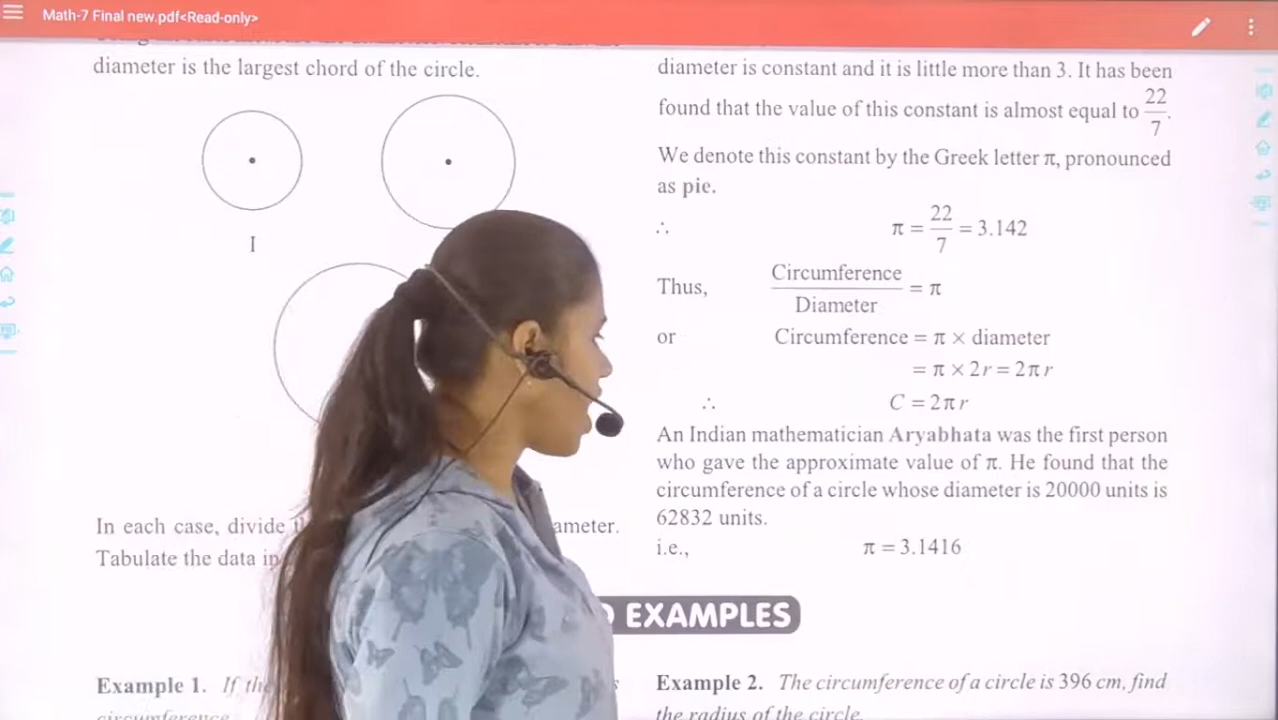 Math-7 Final new.pdf<Read-only>
diameter is the largest chord of the circle.
I
In each case, divide
ameter.
Tabulate the data in
diameter is constant and it is little more than 3. It has been
found that the value of this constant is almost equal to 22/7.
We denote this constant by the Greek letter π, pronounced
as pie.
∴ π = 22/7 = 3.142
Thus, Circumference/Diameter = π
or Circumference = π × diameter
= π × 2r = 2πr
∴ C = 2πr
An Indian mathematician Aryabhata was the first person
who gave the approximate value of π. He found that the
circumference of a circle whose diameter is 20000 units is
62832 units.
i.e., π = 3.1416
EXAMPLES
Example 1. If the
circumference
Example 2. The circumference of a circle is 396 cm, find
the radius of the circle.